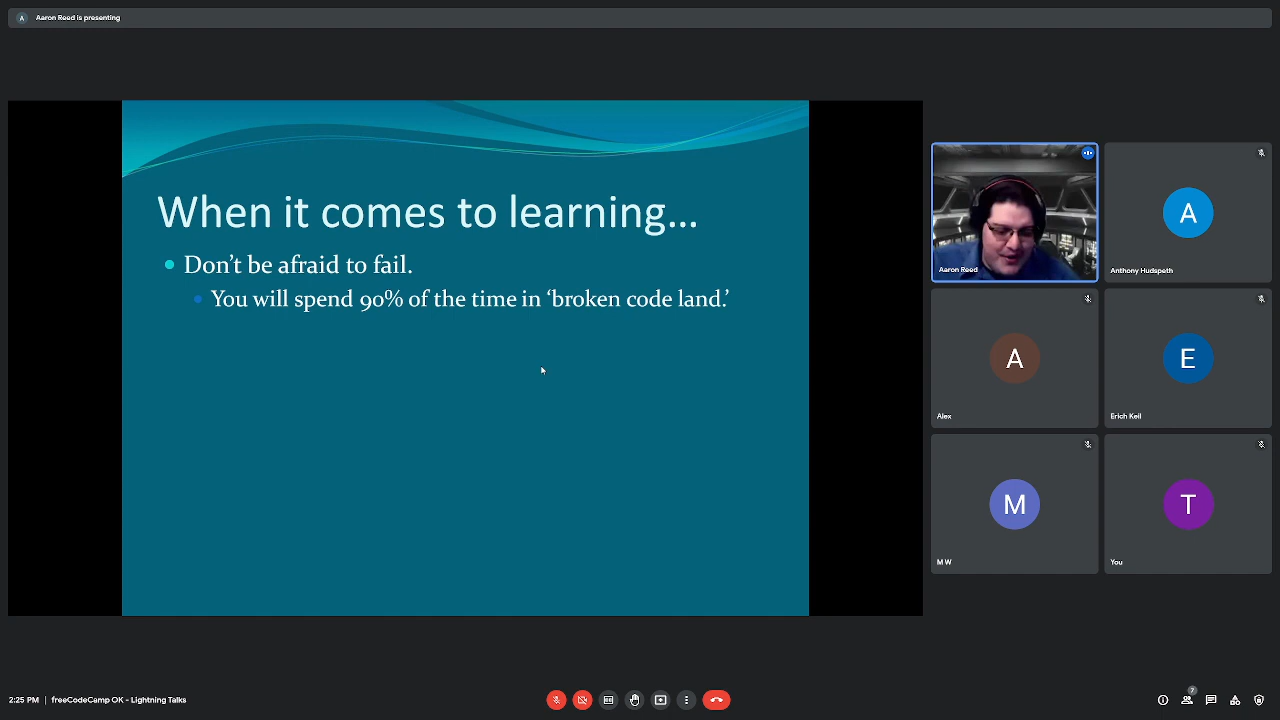 A Aaron Reed is presenting
When it comes to learning...
Don't be afraid to fail.
You will spend 90% of the time in ‘broken code land.’
Aaron Reed
A
Anthony Hudspeth
A
Alex
E
Erich Keil
M
M W
T
You
2:25 PM | freeCodeCamp OK - Lightning Talks
7